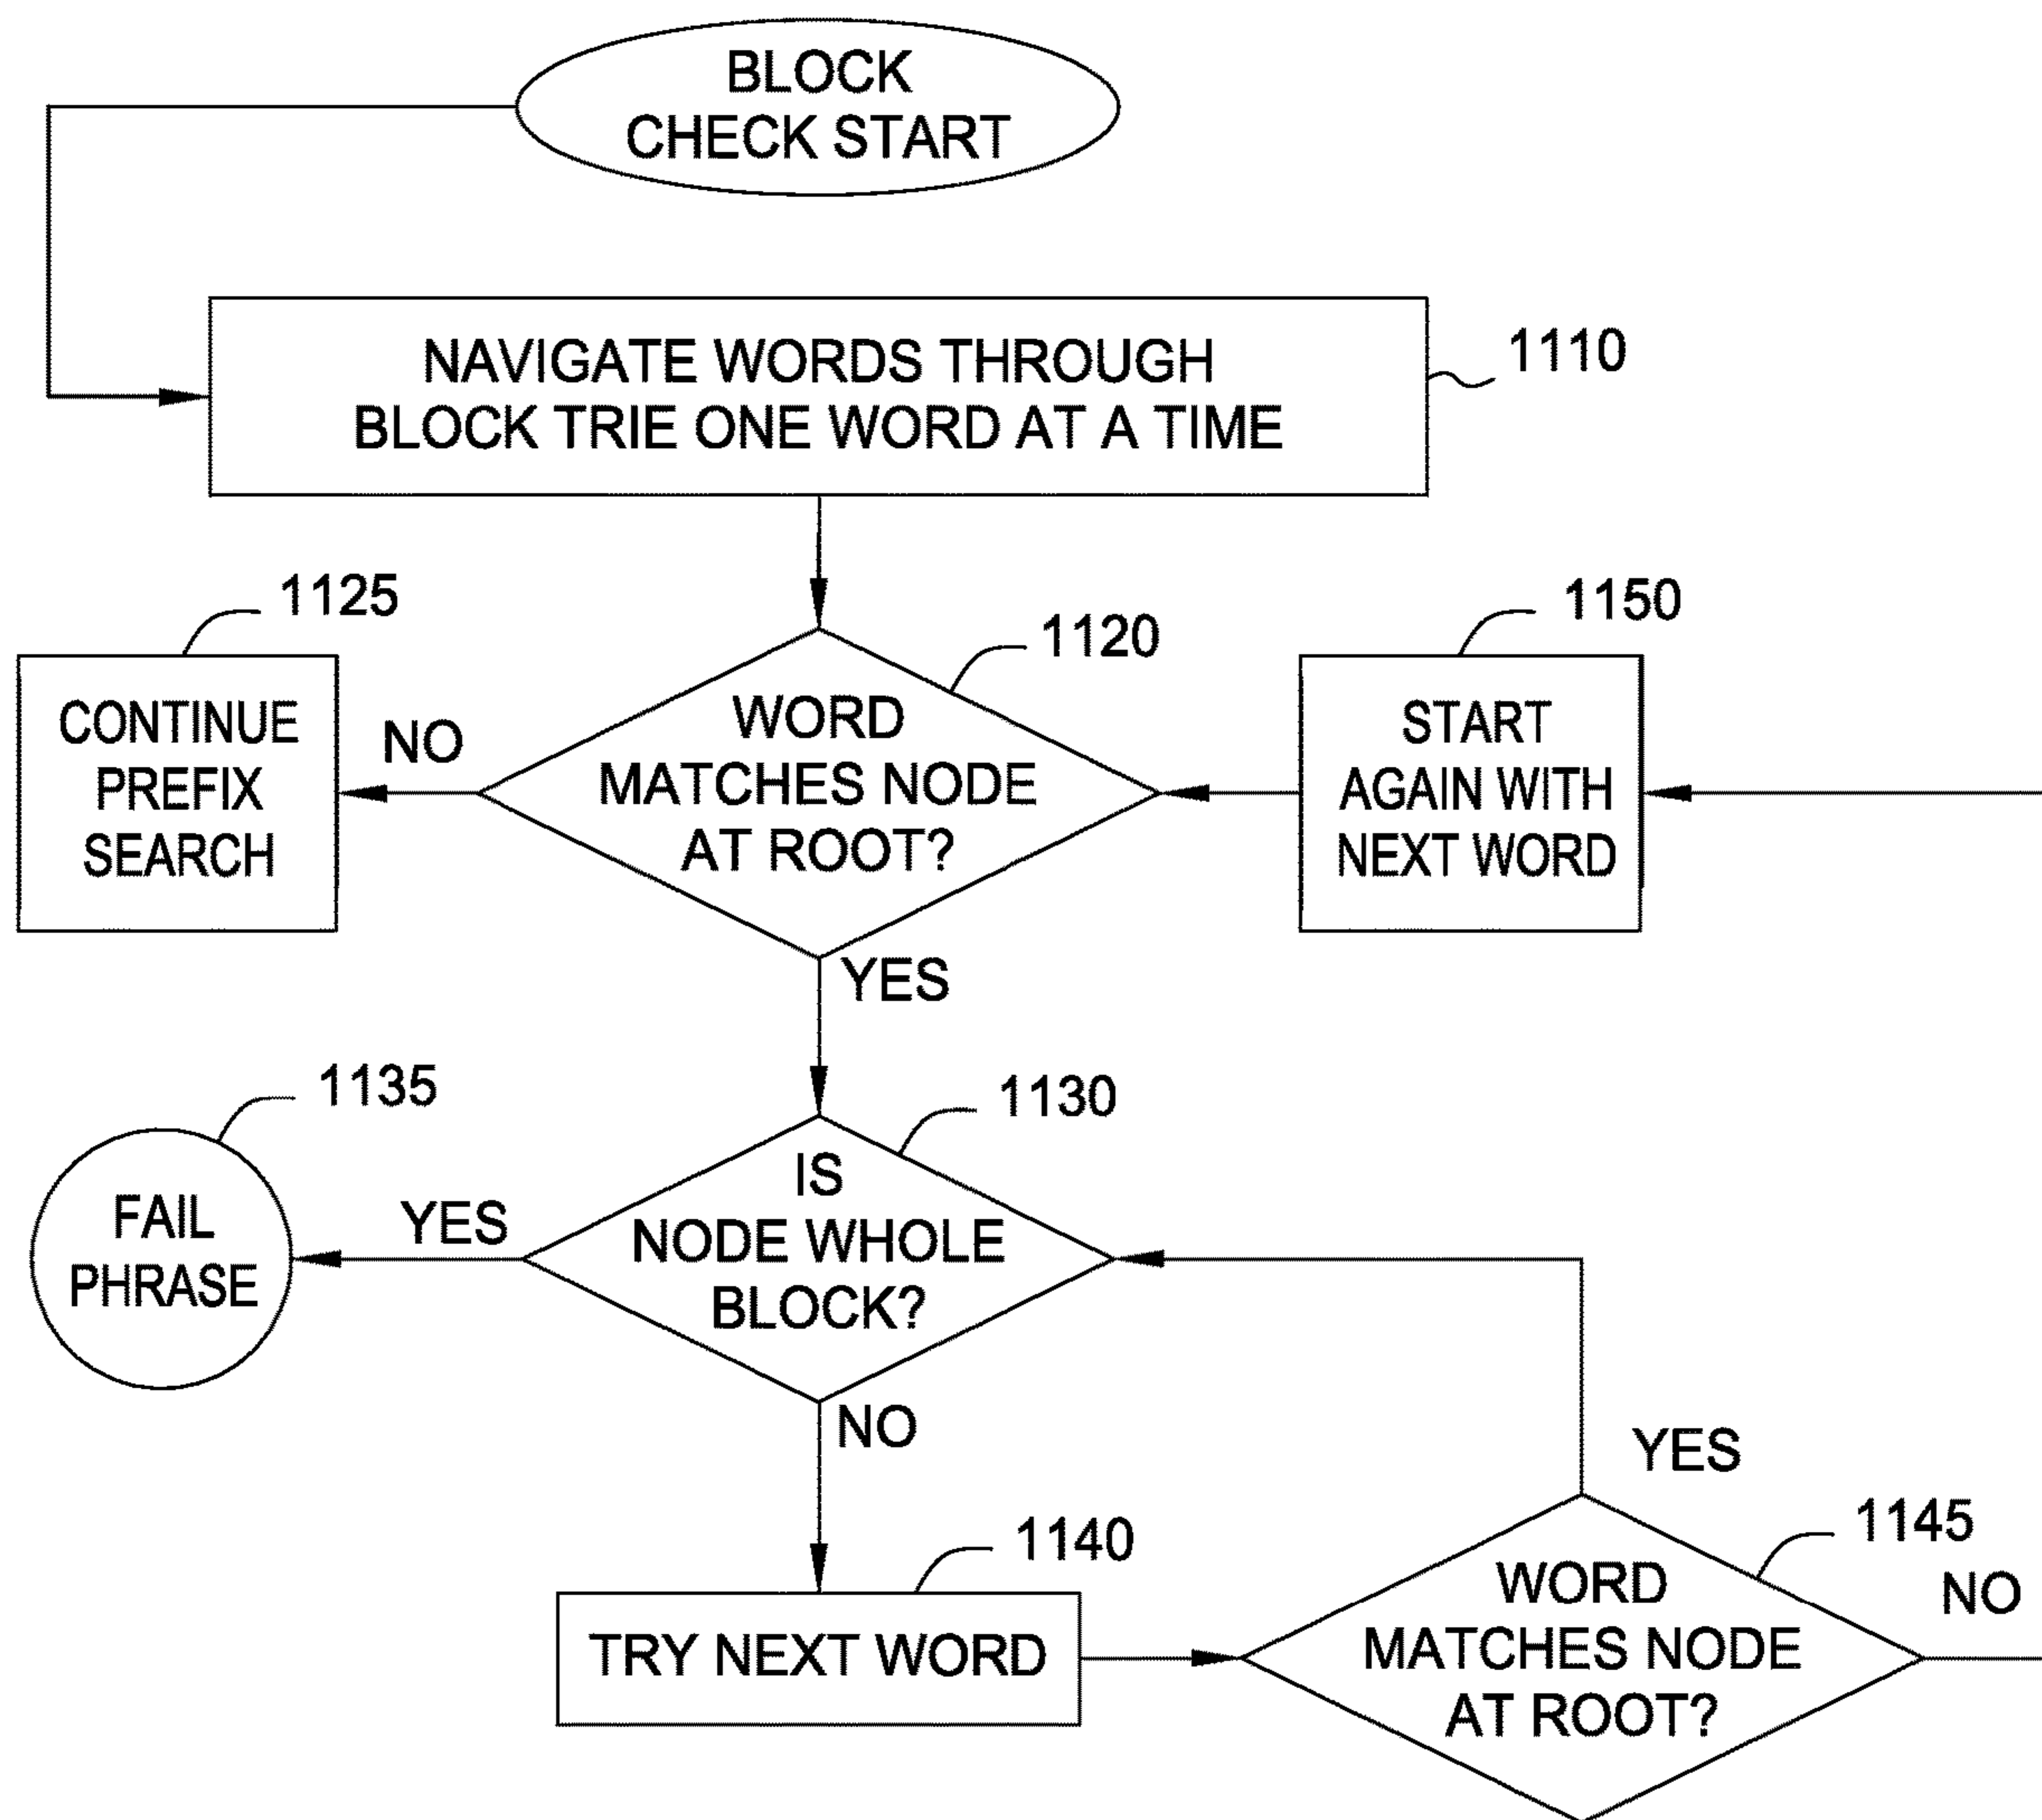 BLOCK
CHECK START
NAVIGATE WORDS THROUGH
BLOCK TRIE ONE WORD AT A TIME
1110
1125
CONTINUE
PREFIX
SEARCH
NO
1120
WORD
MATCHES NODE
AT ROOT?
1150
START
AGAIN WITH
NEXT WORD
YES
1135
FAIL
PHRASE
YES
1130
IS
NODE WHOLE
BLOCK?
NO
1140
TRY NEXT WORD
YES
1145
WORD
MATCHES NODE
AT ROOT?
NO